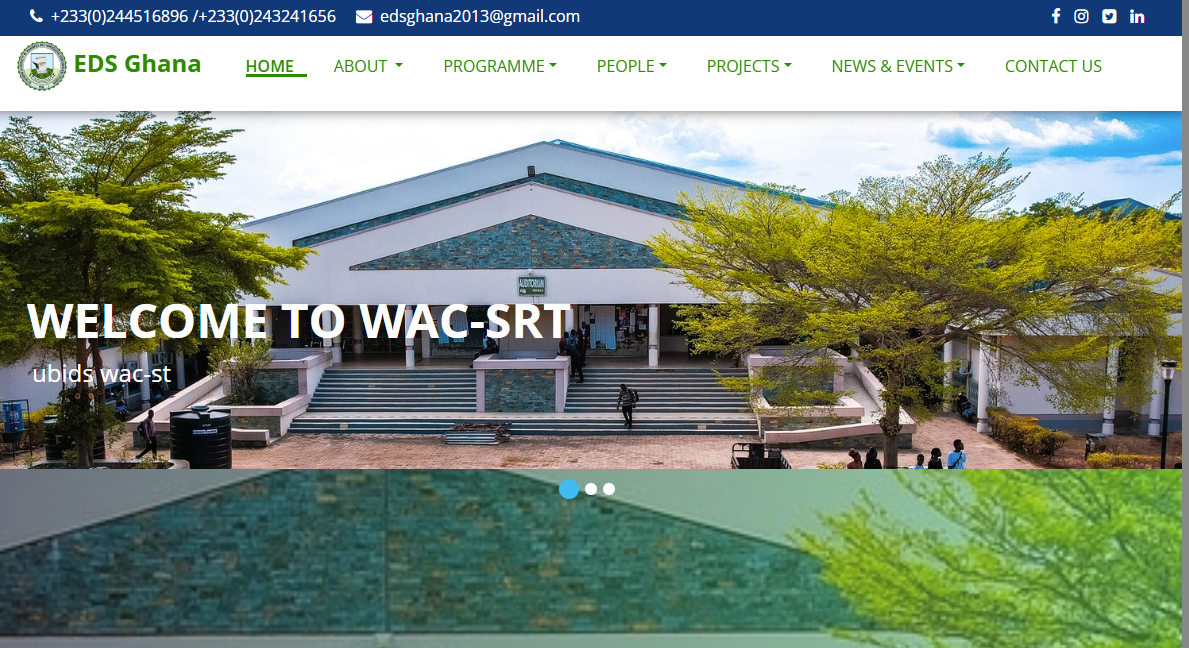 +233(0)244516896 /+233(0)243241656 edsghana2013@gmail.com
EDS Ghana HOME ABOUT PROGRAMME PEOPLE PROJECTS NEWS & EVENTS CONTACT US
AUDITORIUM
WELCOME TO WAC-SRT
ubids wac-st